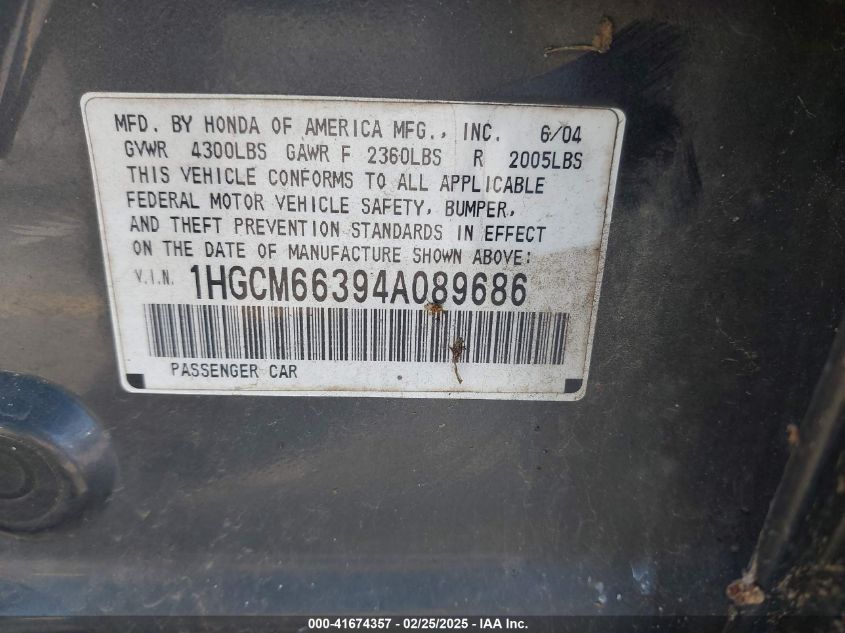 MFD. BY HONDA OF AMERICA MFG., INC. 6/04
GVWR 4300LBS GAWR F 2360LBS R 2005LBS
THIS VEHICLE CONFORMS TO ALL APPLICABLE
FEDERAL MOTOR VEHICLE SAFETY, BUMPER,
AND THEFT PREVENTION STANDARDS IN EFFECT
ON THE DATE OF MANUFACTURE SHOWN ABOVE:
V.I.N. 1HGCM66394A089686
PASSENGER CAR
000-41674357 - 02/25/2025 - © IAA Holdings, LLC.